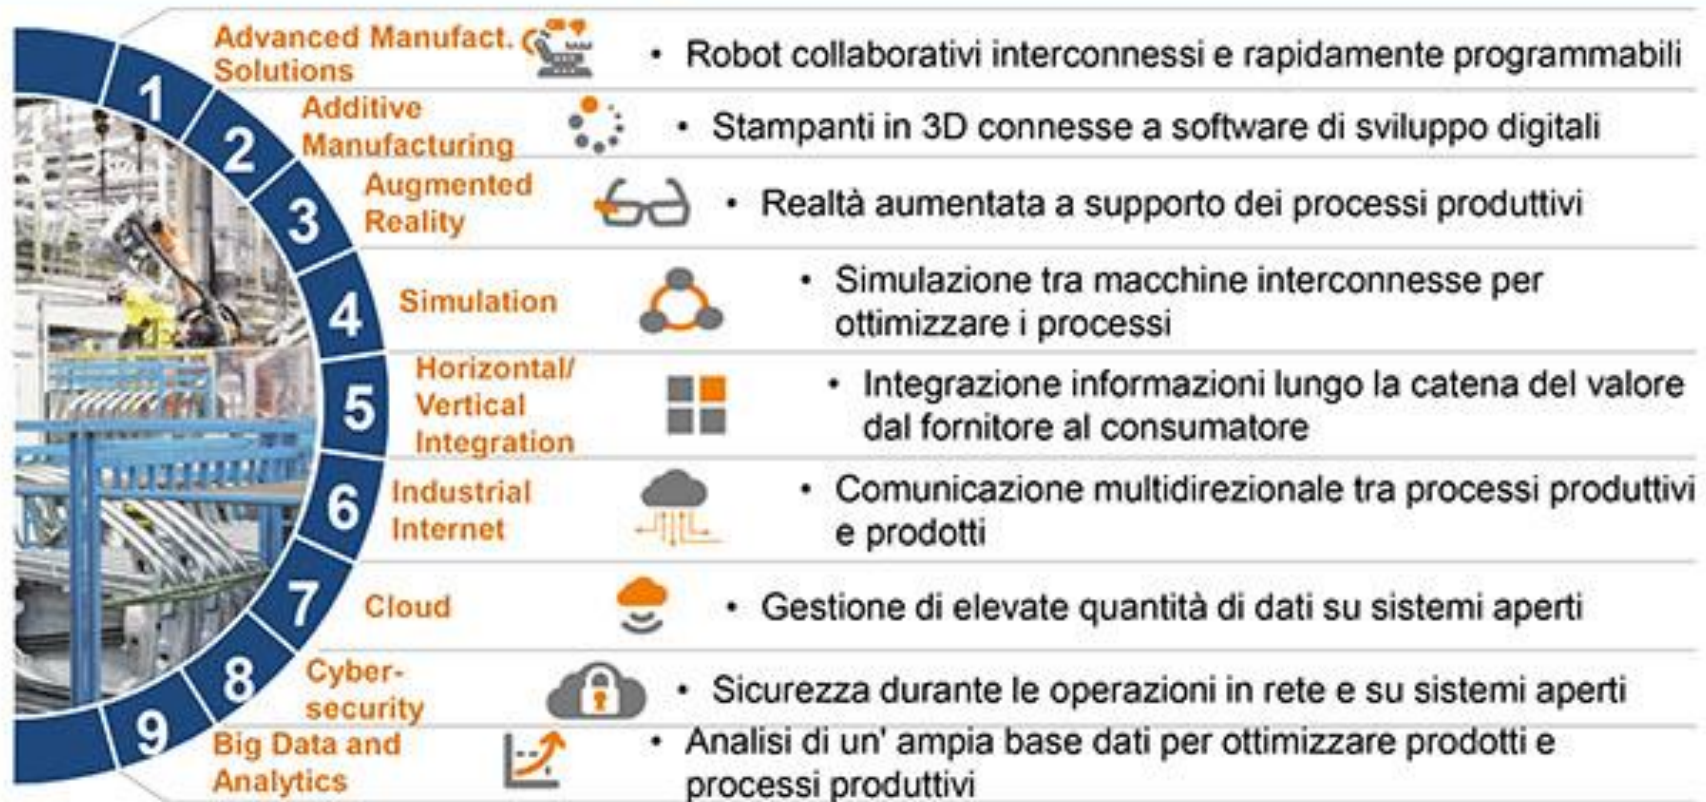 1
Advanced Manufact.
Solutions
• Robot collaborativi interconnessi e rapidamente programmabili
2
Additive
Manufacturing
• Stampanti in 3D connesse a software di sviluppo digitali
3
Augmented
Reality
• Realtà aumentata a supporto dei processi produttivi
4
Simulation
• Simulazione tra macchine interconnesse per
ottimizzare i processi
5
Horizontal/
Vertical
Integration
• Integrazione informazioni lungo la catena del valore
dal fornitore al consumatore
6
Industrial
Internet
• Comunicazione multidirezionale tra processi produttivi
e prodotti
7
Cloud
• Gestione di elevate quantità di dati su sistemi aperti
8
Cyber-
security
• Sicurezza durante le operazioni in rete e su sistemi aperti
9
Big Data and
Analytics
• Analisi di un' ampia base dati per ottimizzare prodotti e
processi produttivi